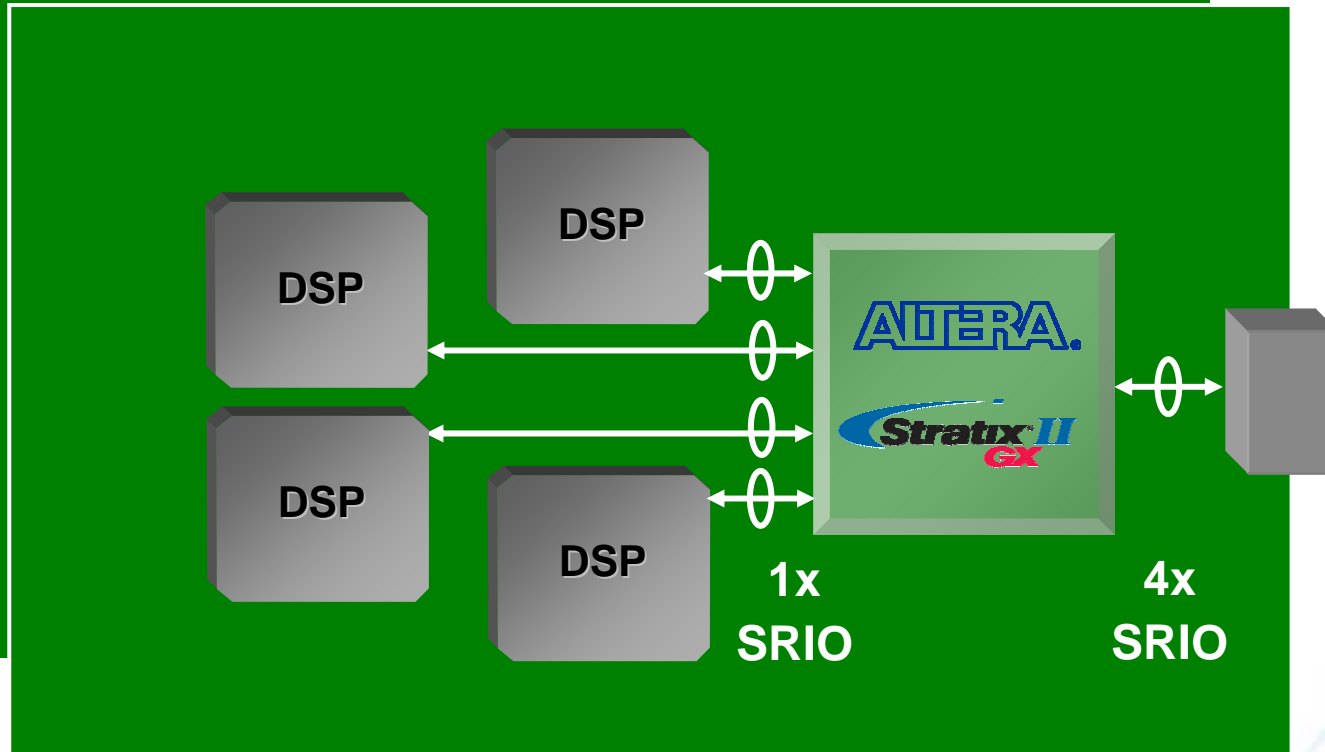 DSP
DSP
ALTERA.
Stratix II
GX
DSP
DSP
1x
SRIO
4x
SRIO